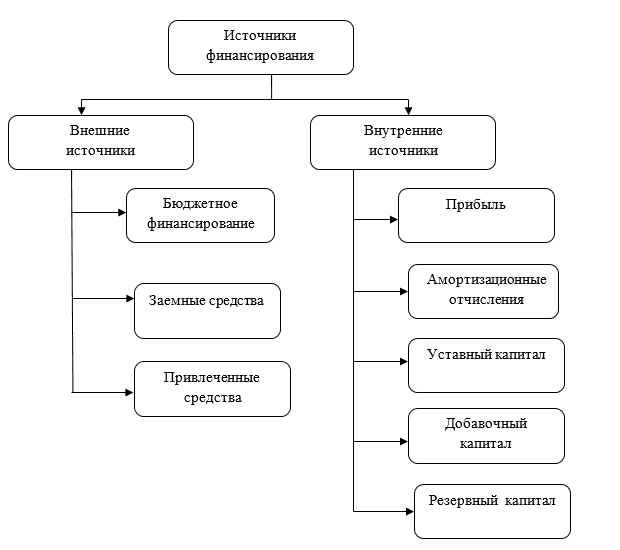 Источники
финансирования
Внешние
источники
Бюджетное
финансирование
Заемные средства
Привлеченные
средства
Внутренние
источники
Прибыль
Амортизационные
отчисления
Уставный капитал
Добавочный
капитал
Резервный капитал